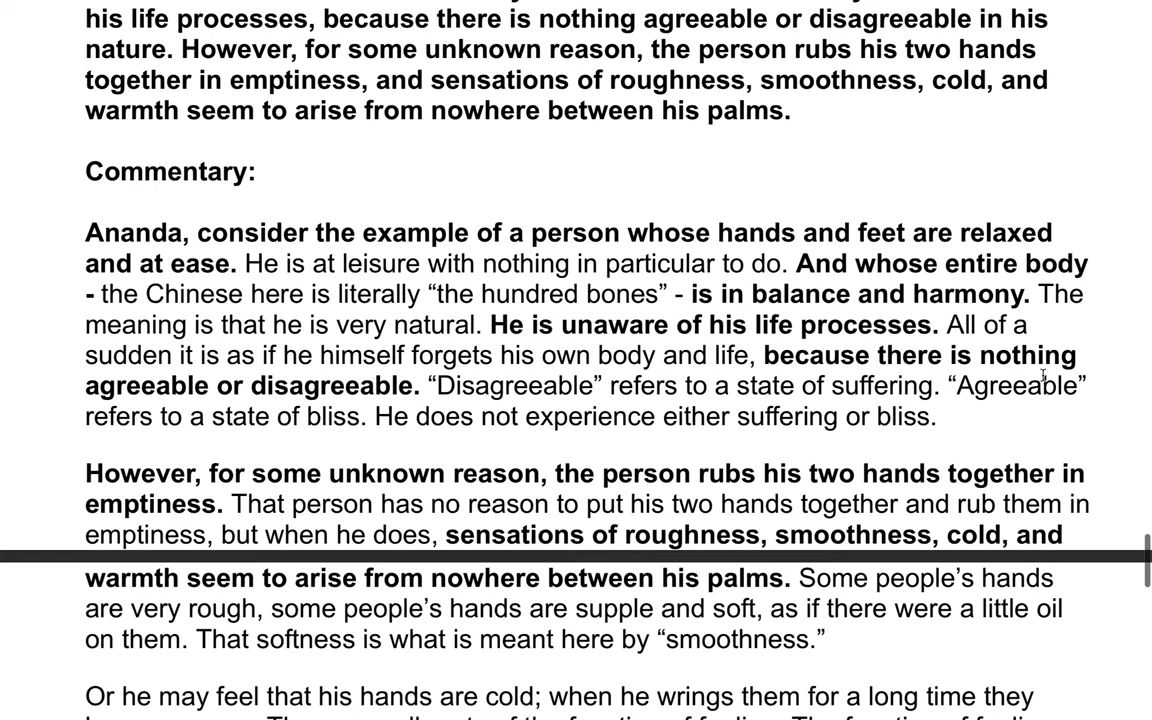 his life processes, because there is nothing agreeable or disagreeable in his
nature. However, for some unknown reason, the person rubs his two hands
together in emptiness, and sensations of roughness, smoothness, cold, and
warmth seem to arise from nowhere between his palms.
Commentary:
Ananda, consider the example of a person whose hands and feet are relaxed
and at ease. He is at leisure with nothing in particular to do. And whose entire body
- the Chinese here is literally “the hundred bones” - is in balance and harmony. The
meaning is that he is very natural. He is unaware of his life processes. All of a
sudden it is as if he himself forgets his own body and life, because there is nothing
agreeable or disagreeable. “Disagreeable” refers to a state of suffering. “Agreeable”
refers to a state of bliss. He does not experience either suffering or bliss.
However, for some unknown reason, the person rubs his two hands together in
emptiness. That person has no reason to put his two hands together and rub them in
emptiness, but when he does, sensations of roughness, smoothness, cold, and
warmth seem to arise from nowhere between his palms. Some people’s hands
are very rough, some people’s hands are supple and soft, as if there were a little oil
on them. That softness is what is meant here by “smoothness.”
Or he may feel that his hands are cold; when he wrings them for a long time they